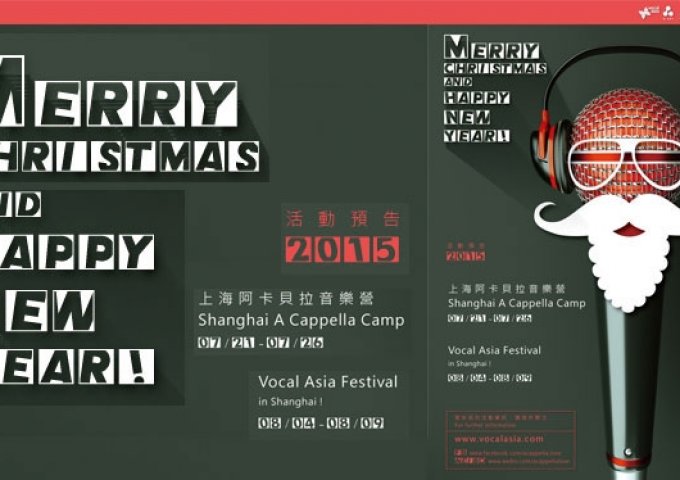 MERRY
CHRISTMAS
AND
HAPPY
NEW
YEAR!
活動預告
2015
上海阿卡貝拉音樂營
Shanghai A Cappella Camp
07/21-07/26
Vocal Asia Festival
in Shanghai !
08/04-08/09
MERRY
CHRISTMAS
AND
HAPPY
NEW
YEAR!
活動預告
2015
上海阿卡貝拉音樂營
Shanghai A Cappella Camp
07/21-07/26
Vocal Asia Festival
in Shanghai !
08/04-08/09
For further information
www.vocalasia.com